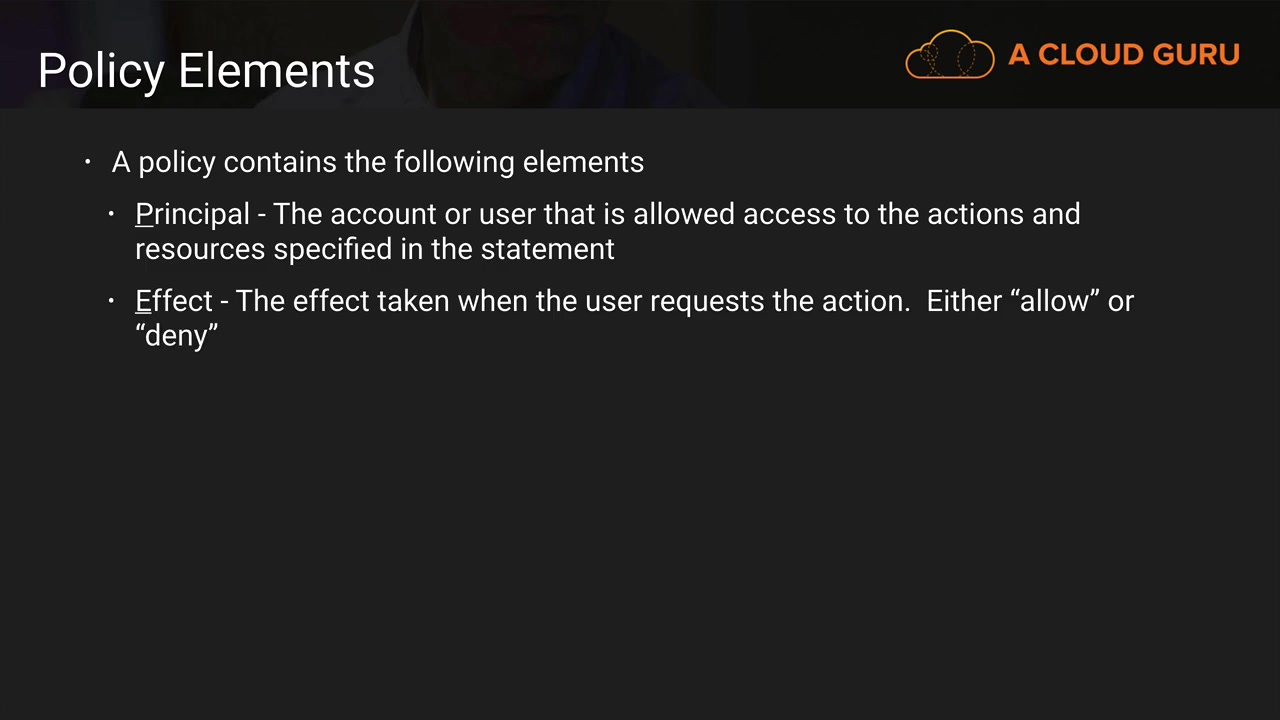 Policy Elements
A CLOUD GURU
• A policy contains the following elements
• Principal - The account or user that is allowed access to the actions and
resources specified in the statement
• Effect - The effect taken when the user requests the action.  Either “allow” or
“deny”